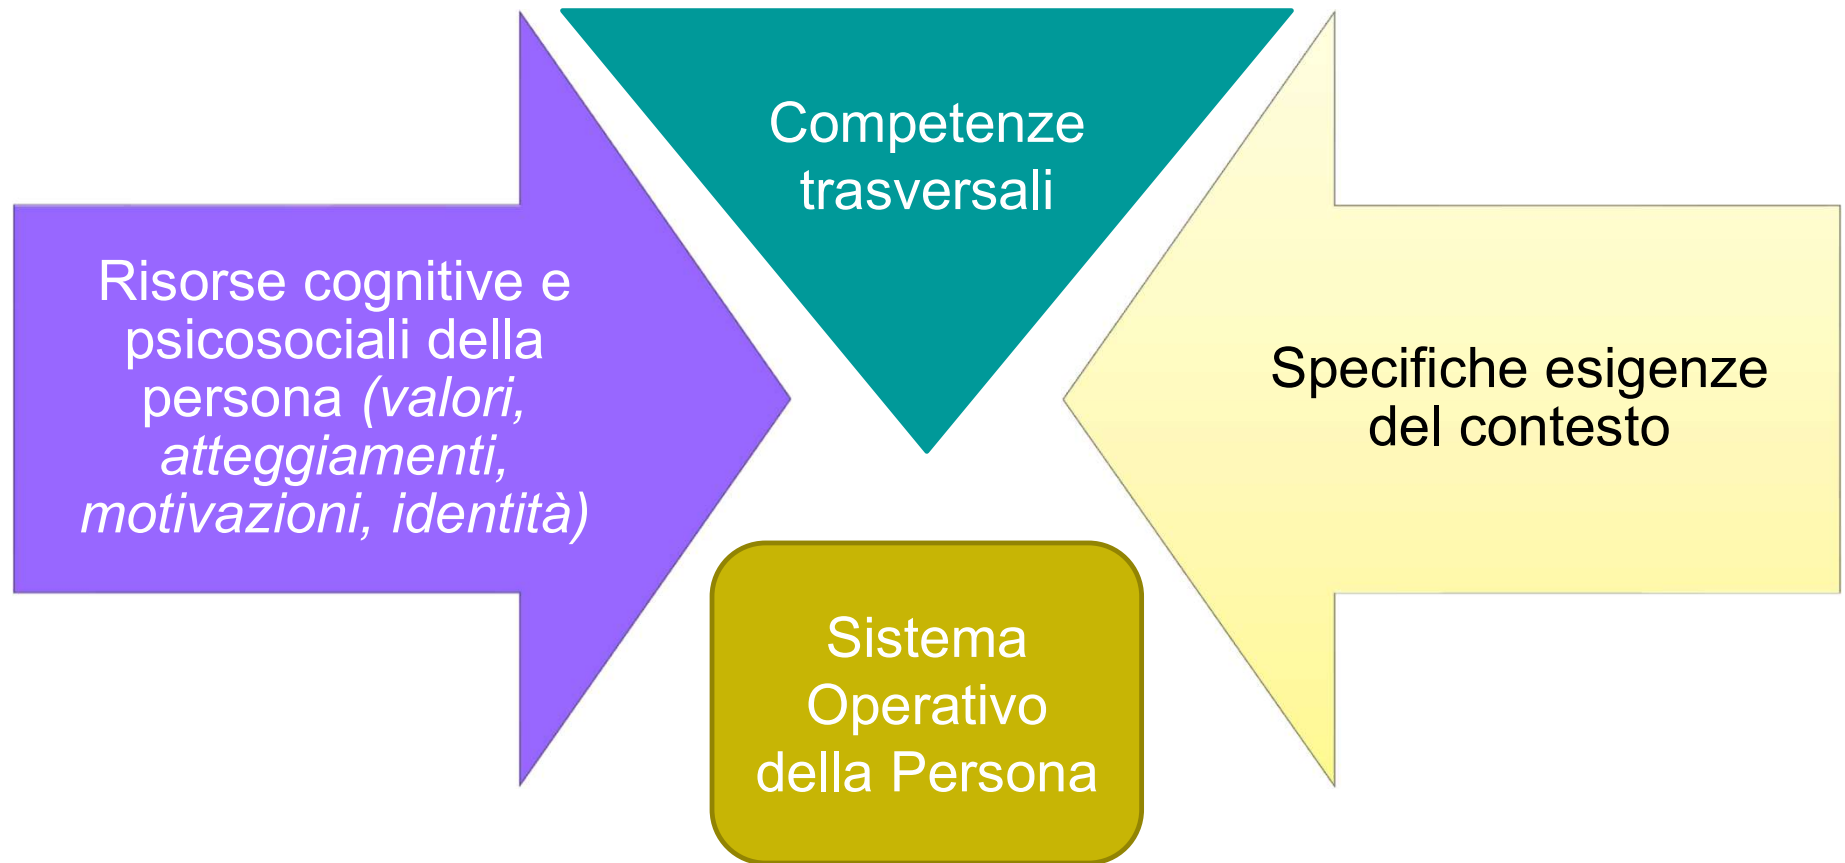 Competenze
trasversali
Risorse cognitive e
psicosociali della
persona (valori,
atteggiamenti,
motivazioni, identità)
Specifiche esigenze
del contesto
Sistema
Operativo
della Persona